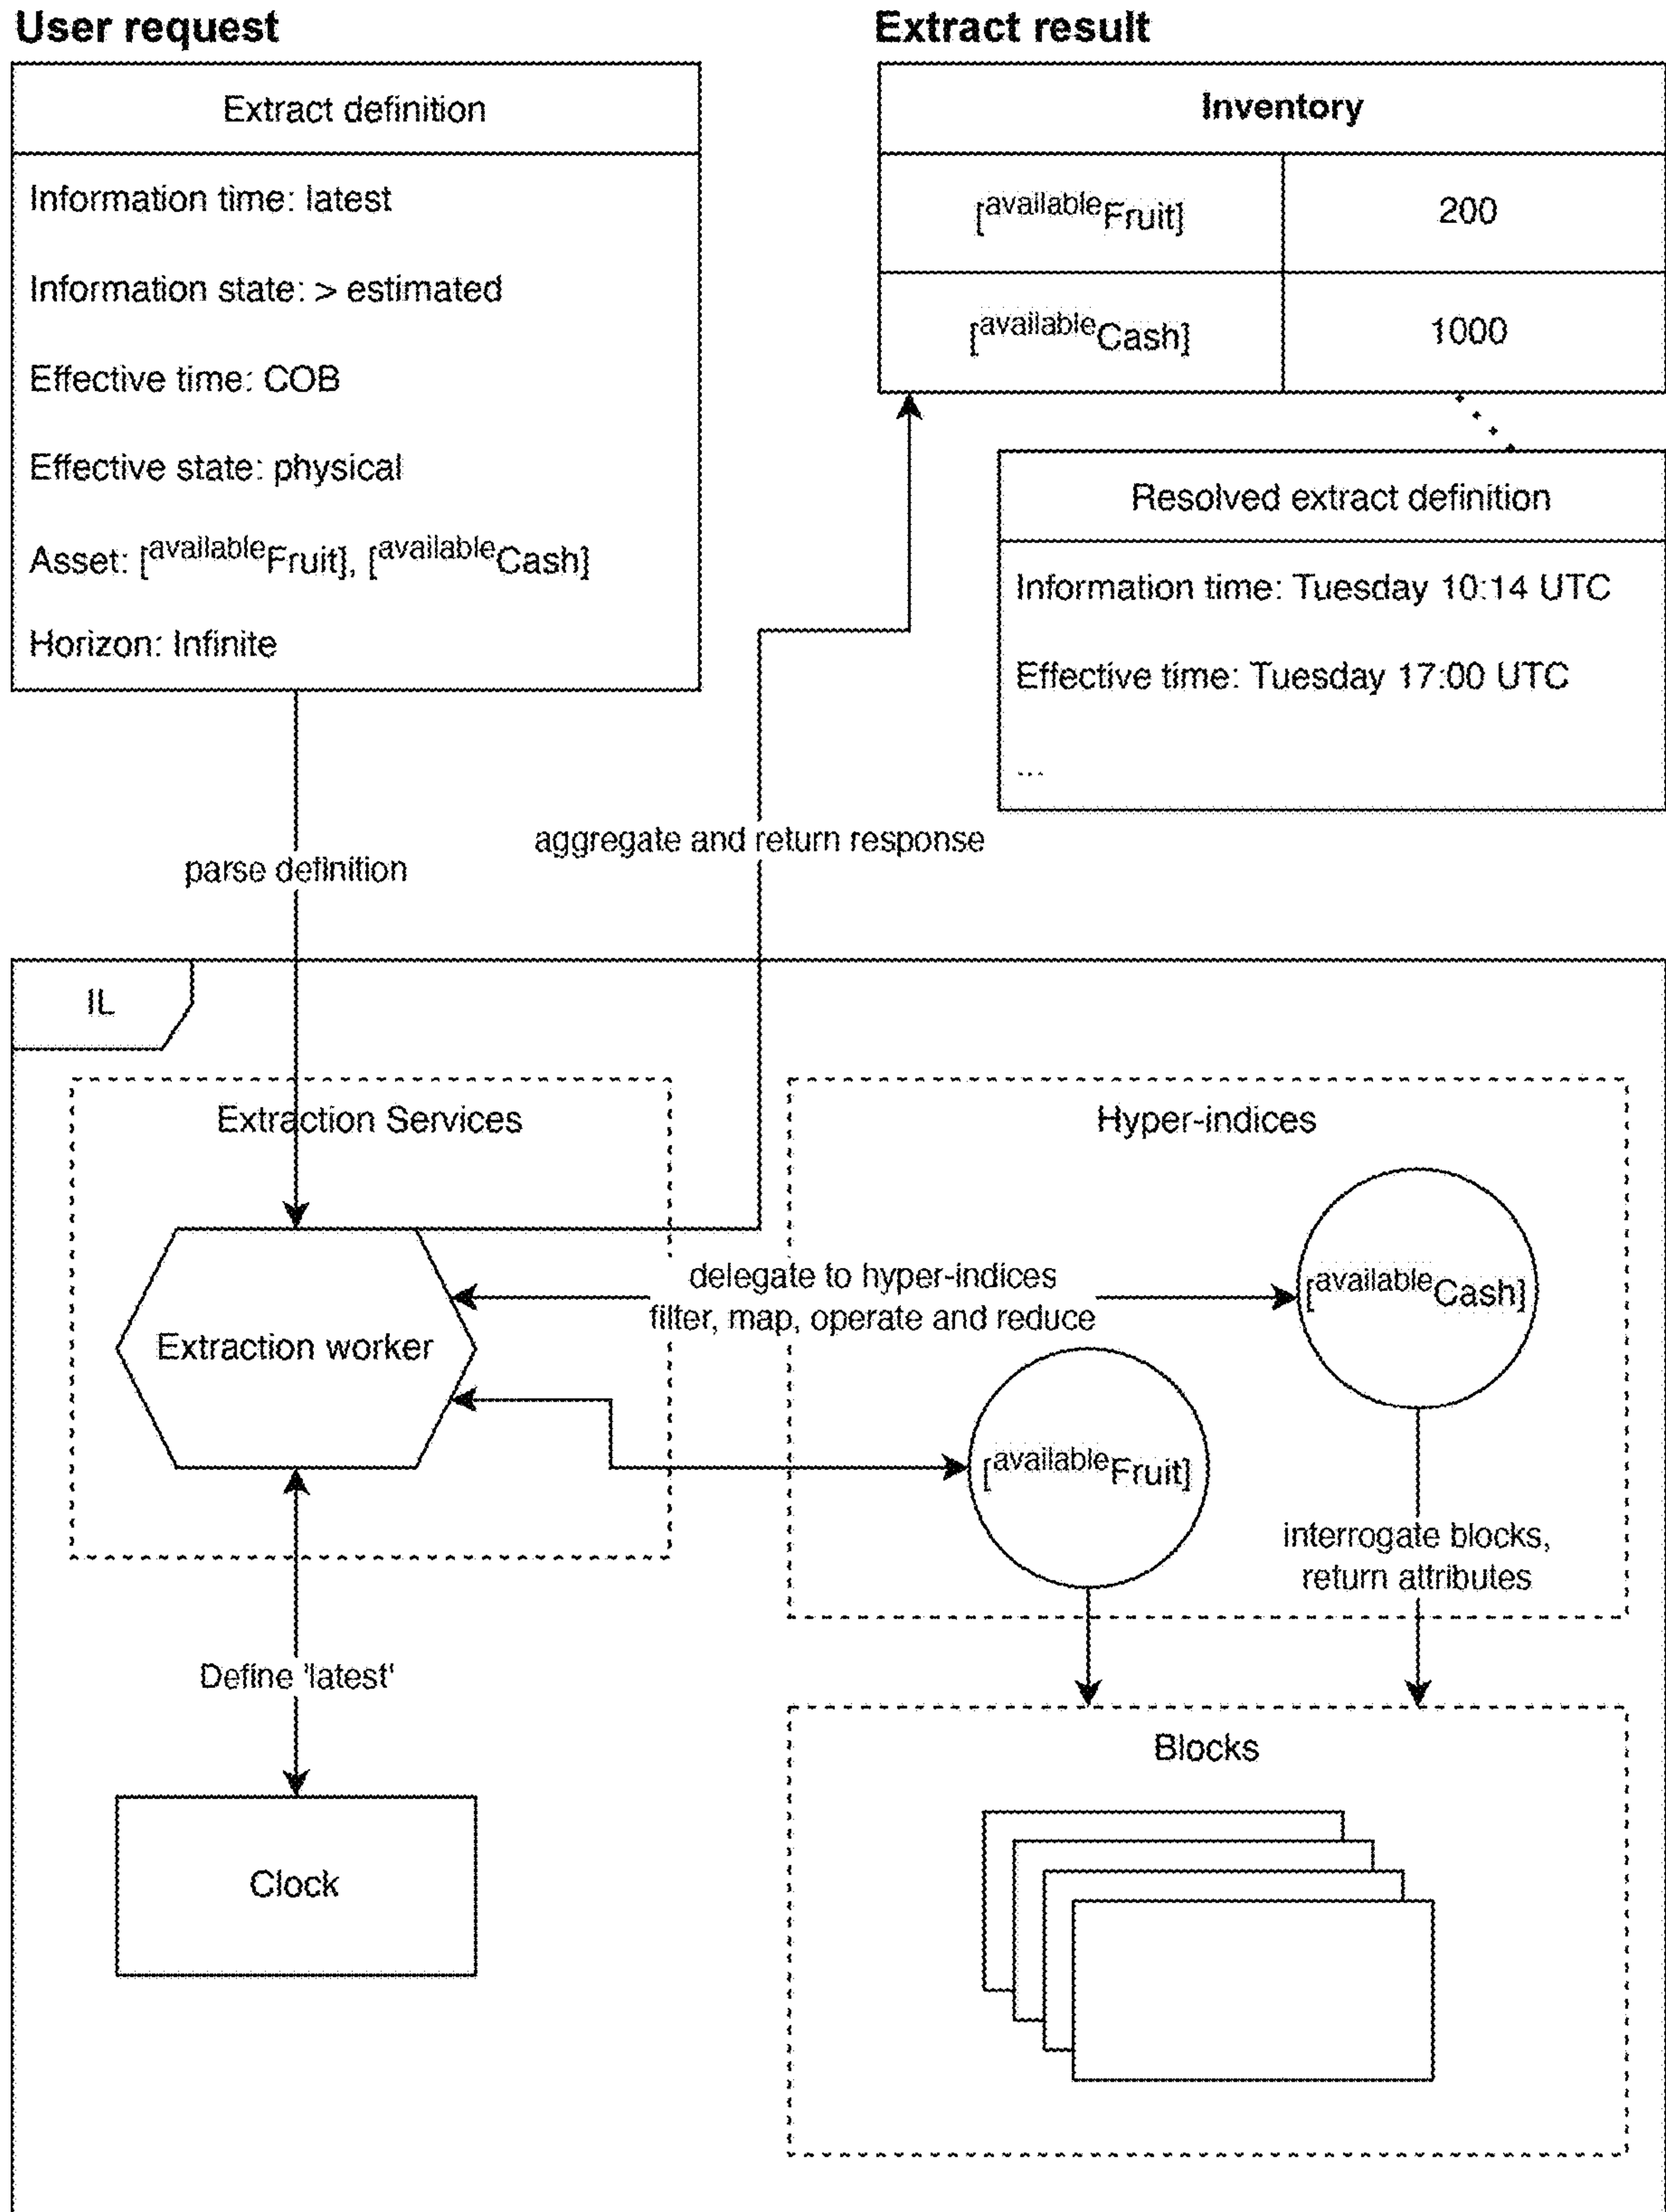 User request
Extract definition
Information time: latest
Information state: > estimated
Effective time: COB
Effective state: physical
Asset: [availableFruit], [availableCash]
Horizon: Infinite
Extract result
Inventory
[availableFruit] 200
[availableCash] 1000
Resolved extract definition
Information time: Tuesday 10:14 UTC
Effective time: Tuesday 17:00 UTC
...
parse definition
aggregate and return response
IL
Extraction Services
Extraction worker
Hyper-indices
delegate to hyper-indices
filter, map, operate and reduce
[availableCash]
[availableFruit]
interrogate blocks,
return attributes
Define 'latest'
Clock
Blocks